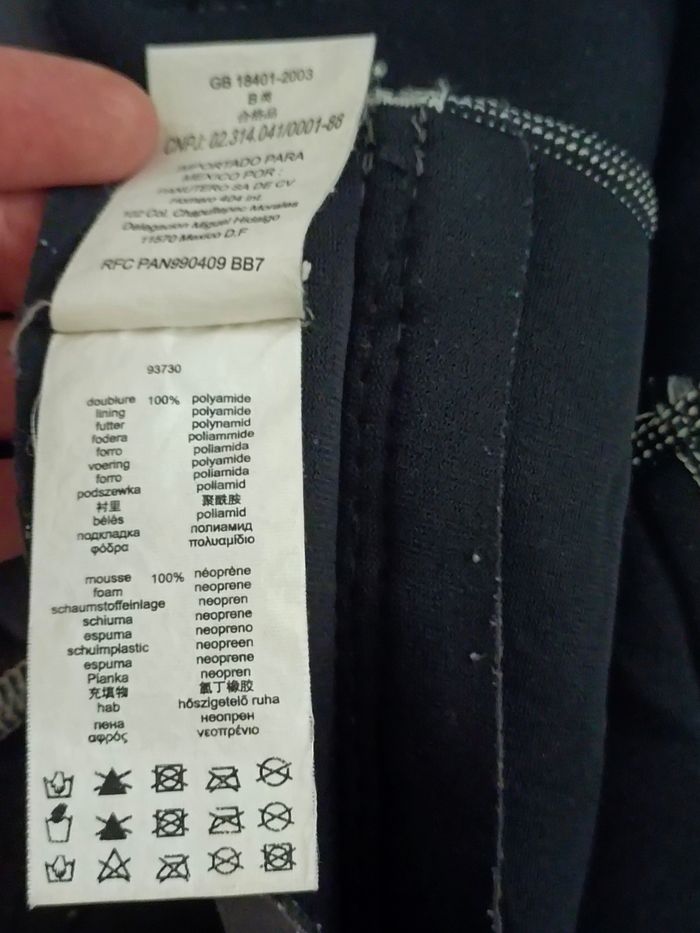 GB 18401-2003
B 类
合格品
CNPJ: 02.314.041/0001-88
IMPORTADO PARA
MEXICO POR :
PANUTERO SA DE CV
Homero 404 int.
102 Col. Chapultepec Morales
Delegacion Miguel Hidalgo
11570 Mexico D.F
RFC PAN990409 BB7
93730
doublure 100% polyamide
lining polyamide
futter polynamid
fodera poliammide
forro poliamida
voering polyamide
forro poliamida
podszewka poliamid
衬里 聚酰胺
bélés poliamid
подкладка полиамид
φόδρα πολυαμίδιο
mousse 100% néoprène
foam neoprene
schaumstoffeinlage neopren
schiuma neoprene
espuma neopreno
schuimplastic neopreen
espuma neoprene
Pianka neopren
充填物 氯丁橡胶
hab hőszigetelő ruha
пена неопрен
αφρός νεοπρένιο